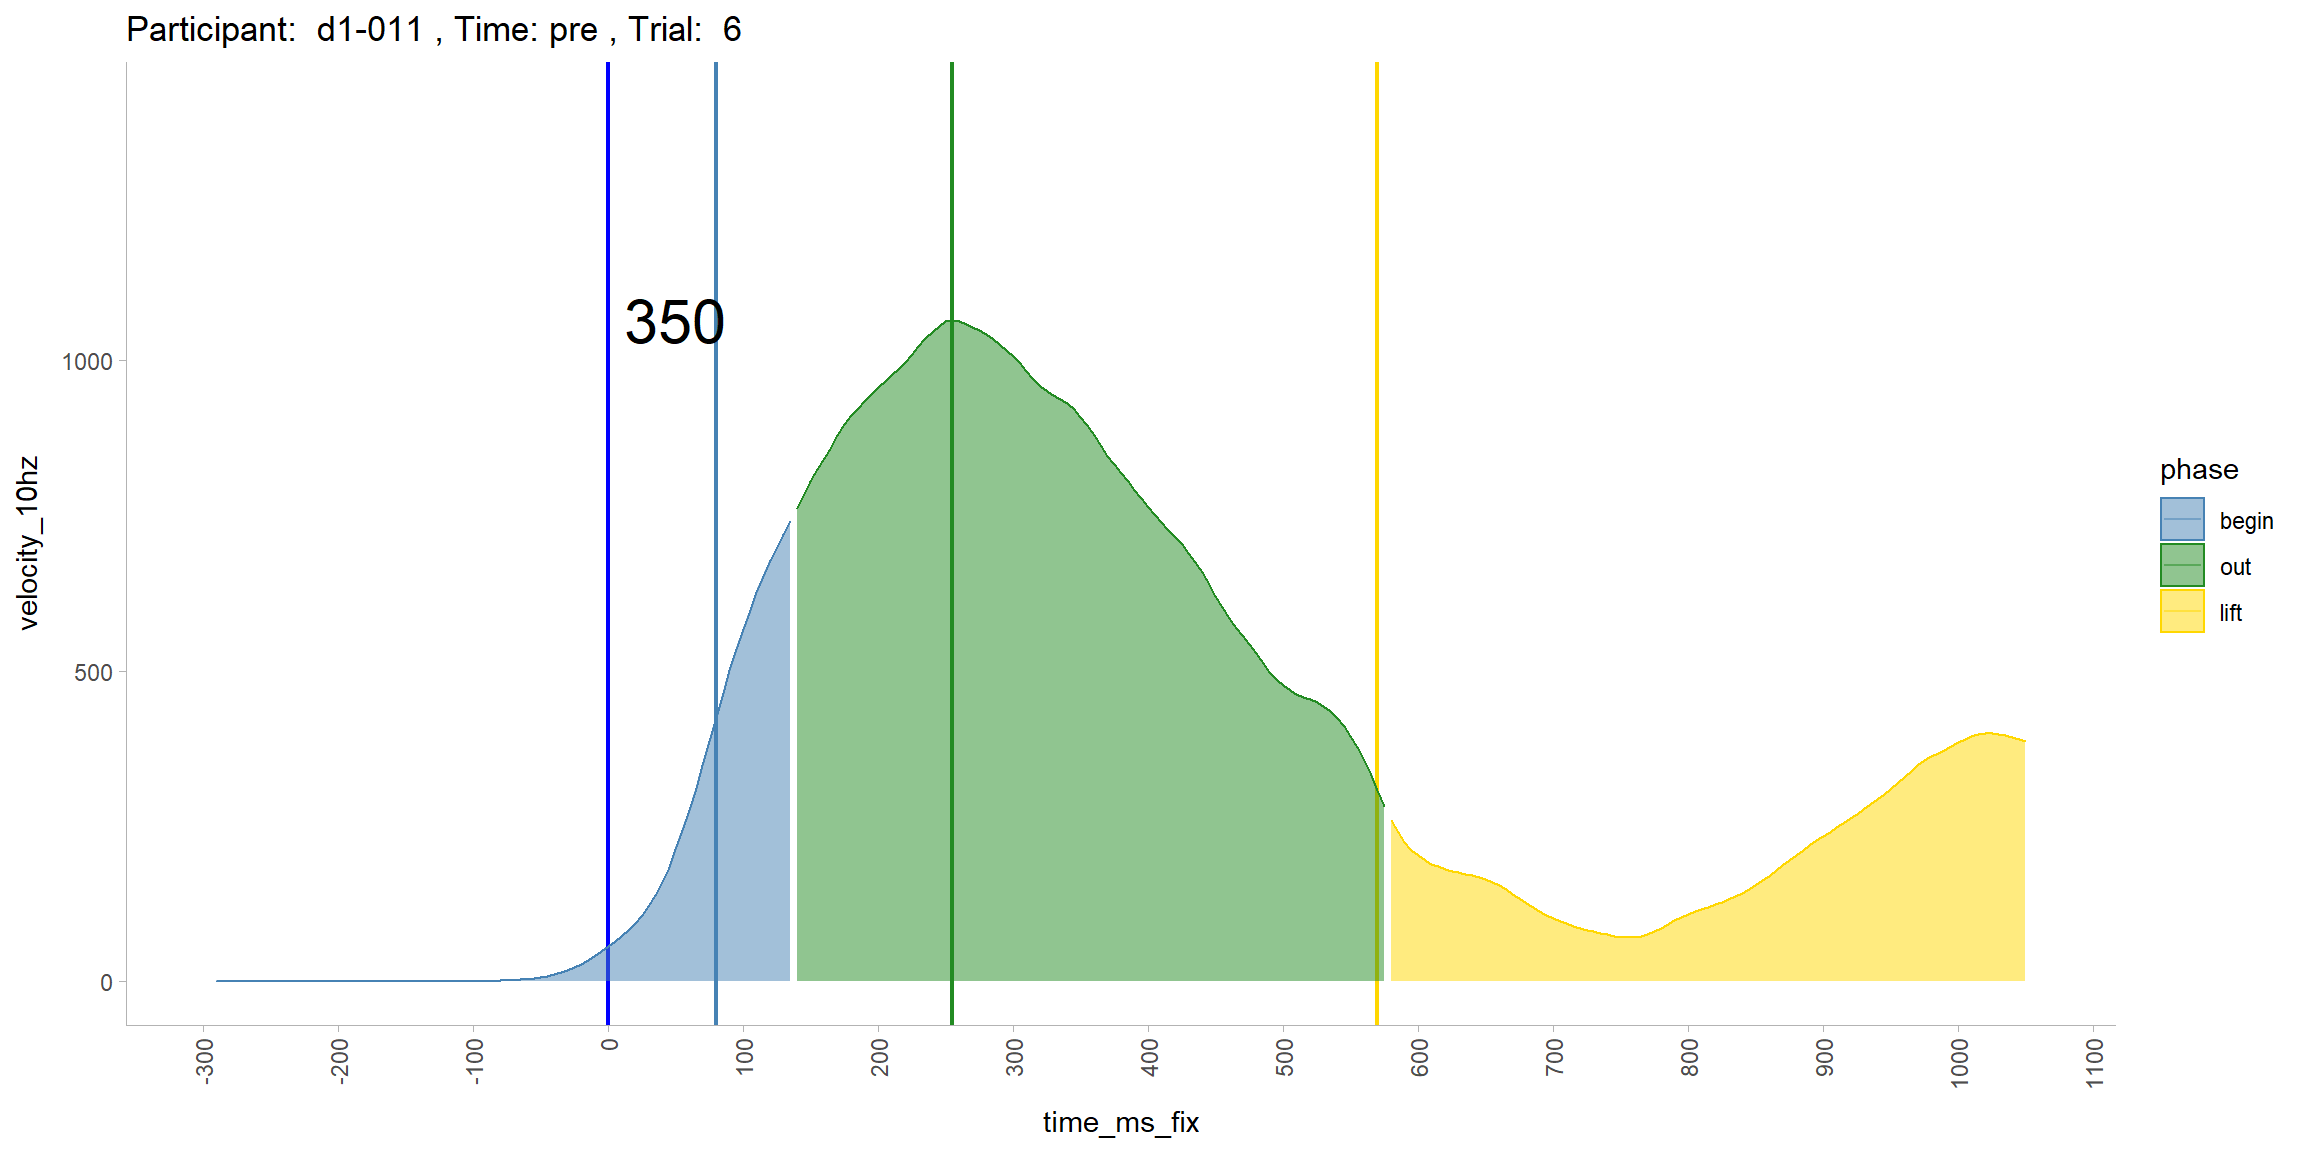 Participant:  d1-011 , Time: pre , Trial:  6
350
1000
500
0
velocity_10hz
-300 -200 -100 0 100 200 300 400 500 600 700 800 900 1000 1100
time_ms_fix
phase
begin
out
lift